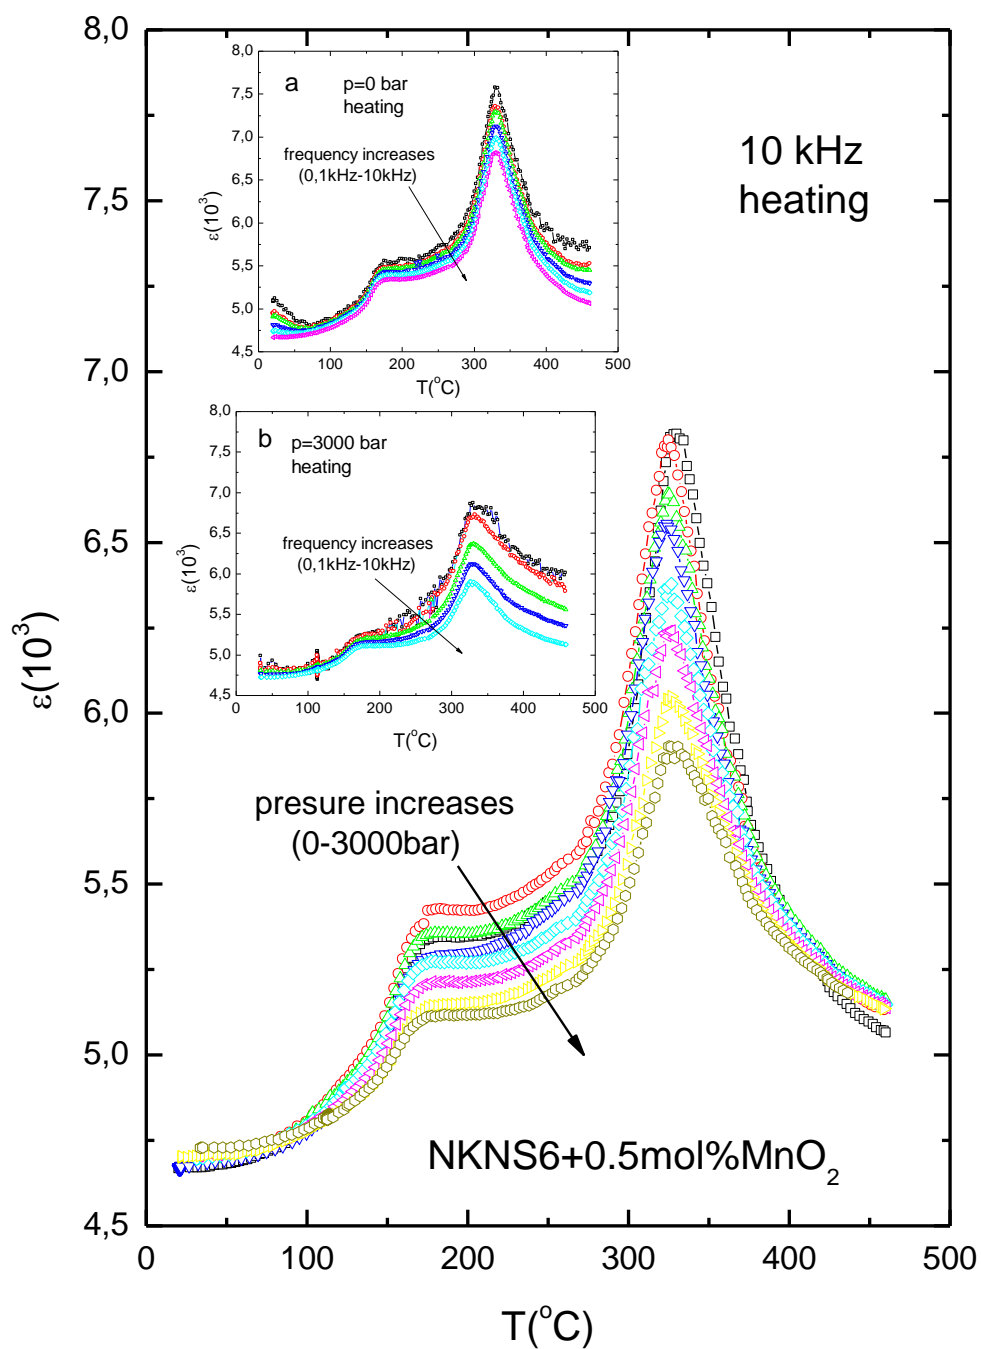 8,0
7,5
7,0
6,5
6,0
5,5
5,0
4,5
0
100
200
300
400
500
ε(10³)
T(°C)
10 kHz
heating
8,0
7,5
7,0
6,5
6,0
5,5
5,0
4,5
0
100
200
300
400
500
ε(10³)
T(°C)
a
p=0 bar
heating
frequency increases
(0,1kHz-10kHz)
8,0
7,5
7,0
6,5
6,0
5,5
5,0
4,5
0
100
200
300
400
500
ε(10³)
T(°C)
b
p=3000 bar
heating
frequency increases
(0,1kHz-10kHz)
presure increases
(0-3000bar)
NKNS6+0.5mol%MnO₂